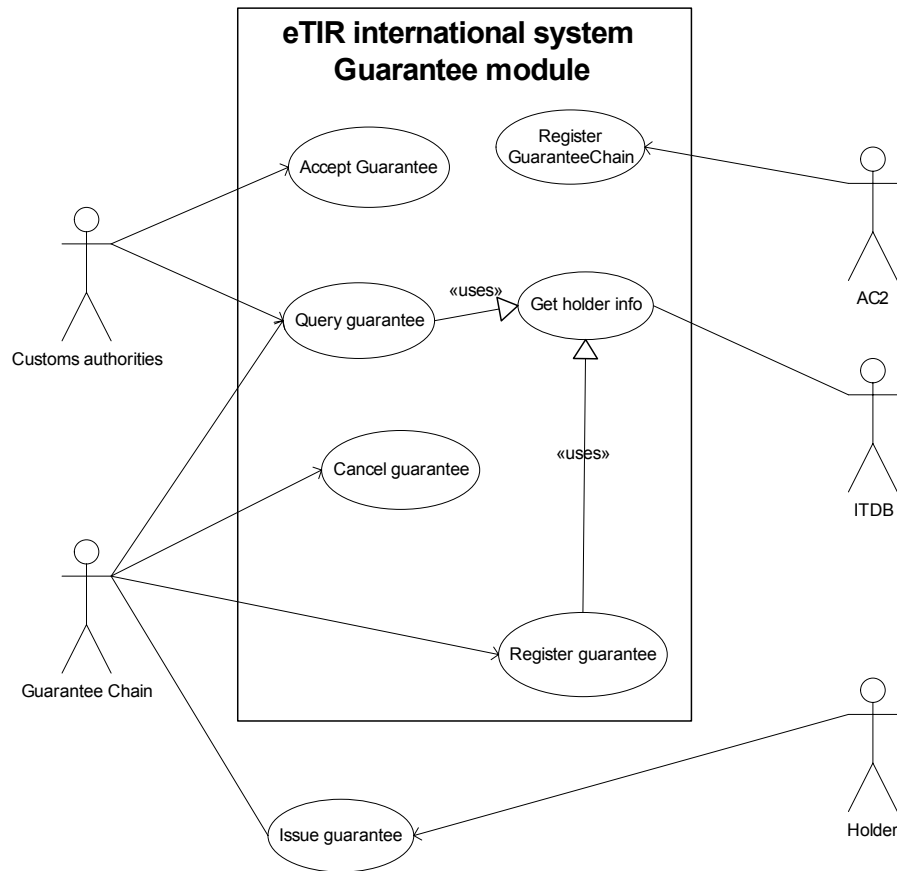 eTIR international system
Guarantee module
Register
GuaranteeChain
Accept Guarantee
AC2
«uses»
Get holder info
Query guarantee
Customs authorities
«uses»
Cancel guarantee
ITDB
Register guarantee
Guarantee Chain
Issue guarantee
Holder